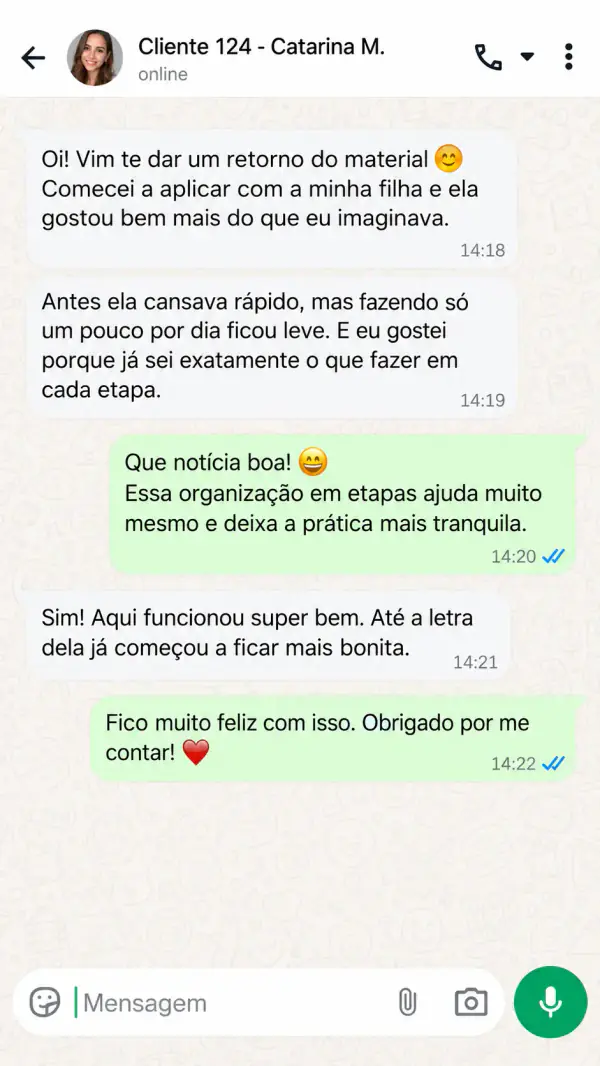 Cliente 124 - Catarina M.
online
Oi! Vim te dar um retorno do material 😊
Comecei a aplicar com a minha filha e ela
gostou bem mais do que eu imaginava.
14:18
Antes ela cansava rápido, mas fazendo só
um pouco por dia ficou leve. E eu gostei
porque já sei exatamente o que fazer em
cada etapa.
14:19
Que notícia boa! 😄
Essa organização em etapas ajuda muito
mesmo e deixa a prática mais tranquila.
14:20
Sim! Aqui funcionou super bem. Até a letra
dela já começou a ficar mais bonita.
14:21
Fico muito feliz com isso. Obrigado por me
contar! ❤️
14:22
Mensagem